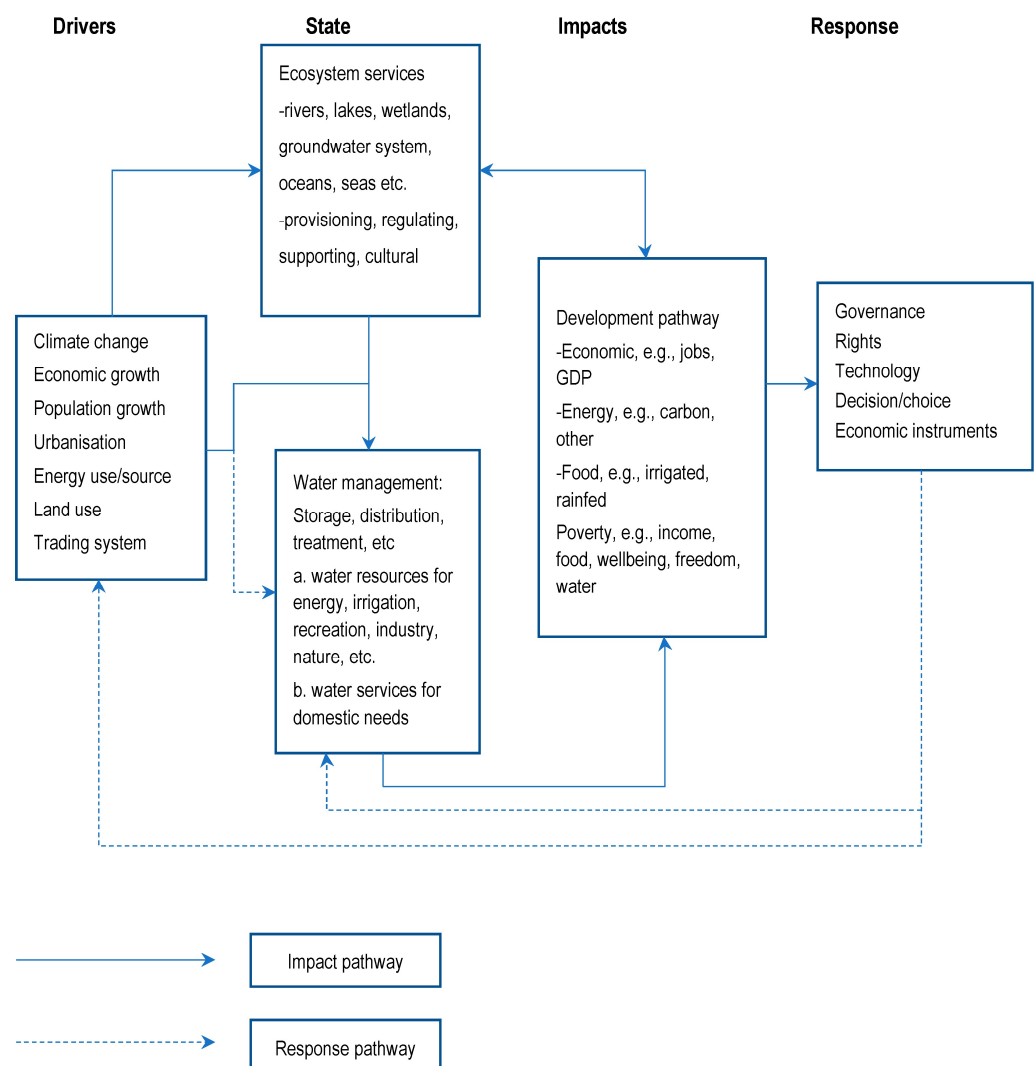 Drivers
State
Impacts
Response
Ecosystem services
-rivers, lakes, wetlands,
groundwater system,
oceans, seas etc.
-provisioning, regulating,
supporting, cultural
Climate change
Economic growth
Population growth
Urbanisation
Energy use/source
Land use
Trading system
Water management:
Storage, distribution,
treatment, etc
a. water resources for
energy, irrigation,
recreation, industry,
nature, etc.
b. water services for
domestic needs
Development pathway
-Economic, e.g., jobs,
GDP
-Energy, e.g., carbon,
other
-Food, e.g., irrigated,
rainfed
Poverty, e.g., income,
food, wellbeing, freedom,
water
Governance
Rights
Technology
Decision/choice
Economic instruments
Impact pathway
Response pathway